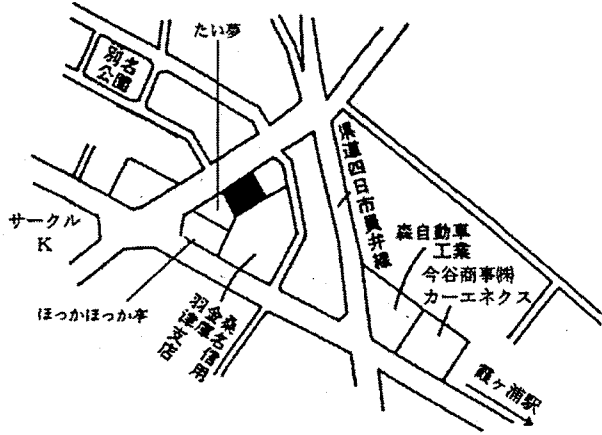 たい夢
別名
公園
県道四日市員弁線
サークル
K
森自動車
工業
今谷商事㈱
カーエネクス
ほっかほっか亭
桑名信用
金庫
羽津支店
霞ヶ浦駅